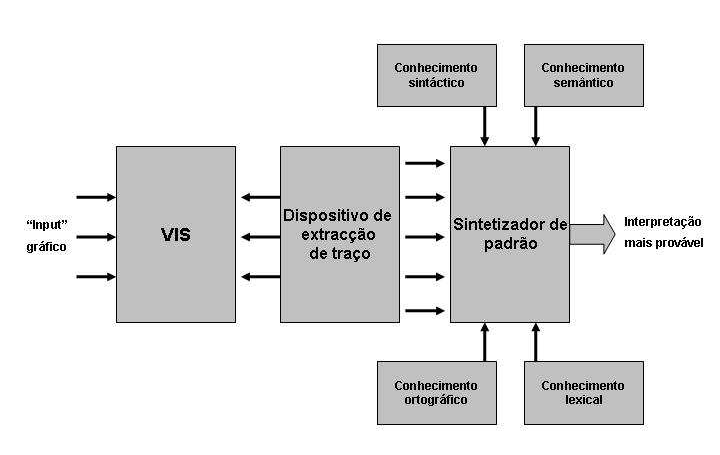 Conhecimento
sintáctico
Conhecimento
semântico
“Input”
gráfico
VIS
Dispositivo de
extracção
de traço
Sintetizador de
padrão
Interpretação
mais provável
Conhecimento
ortográfico
Conhecimento
lexical